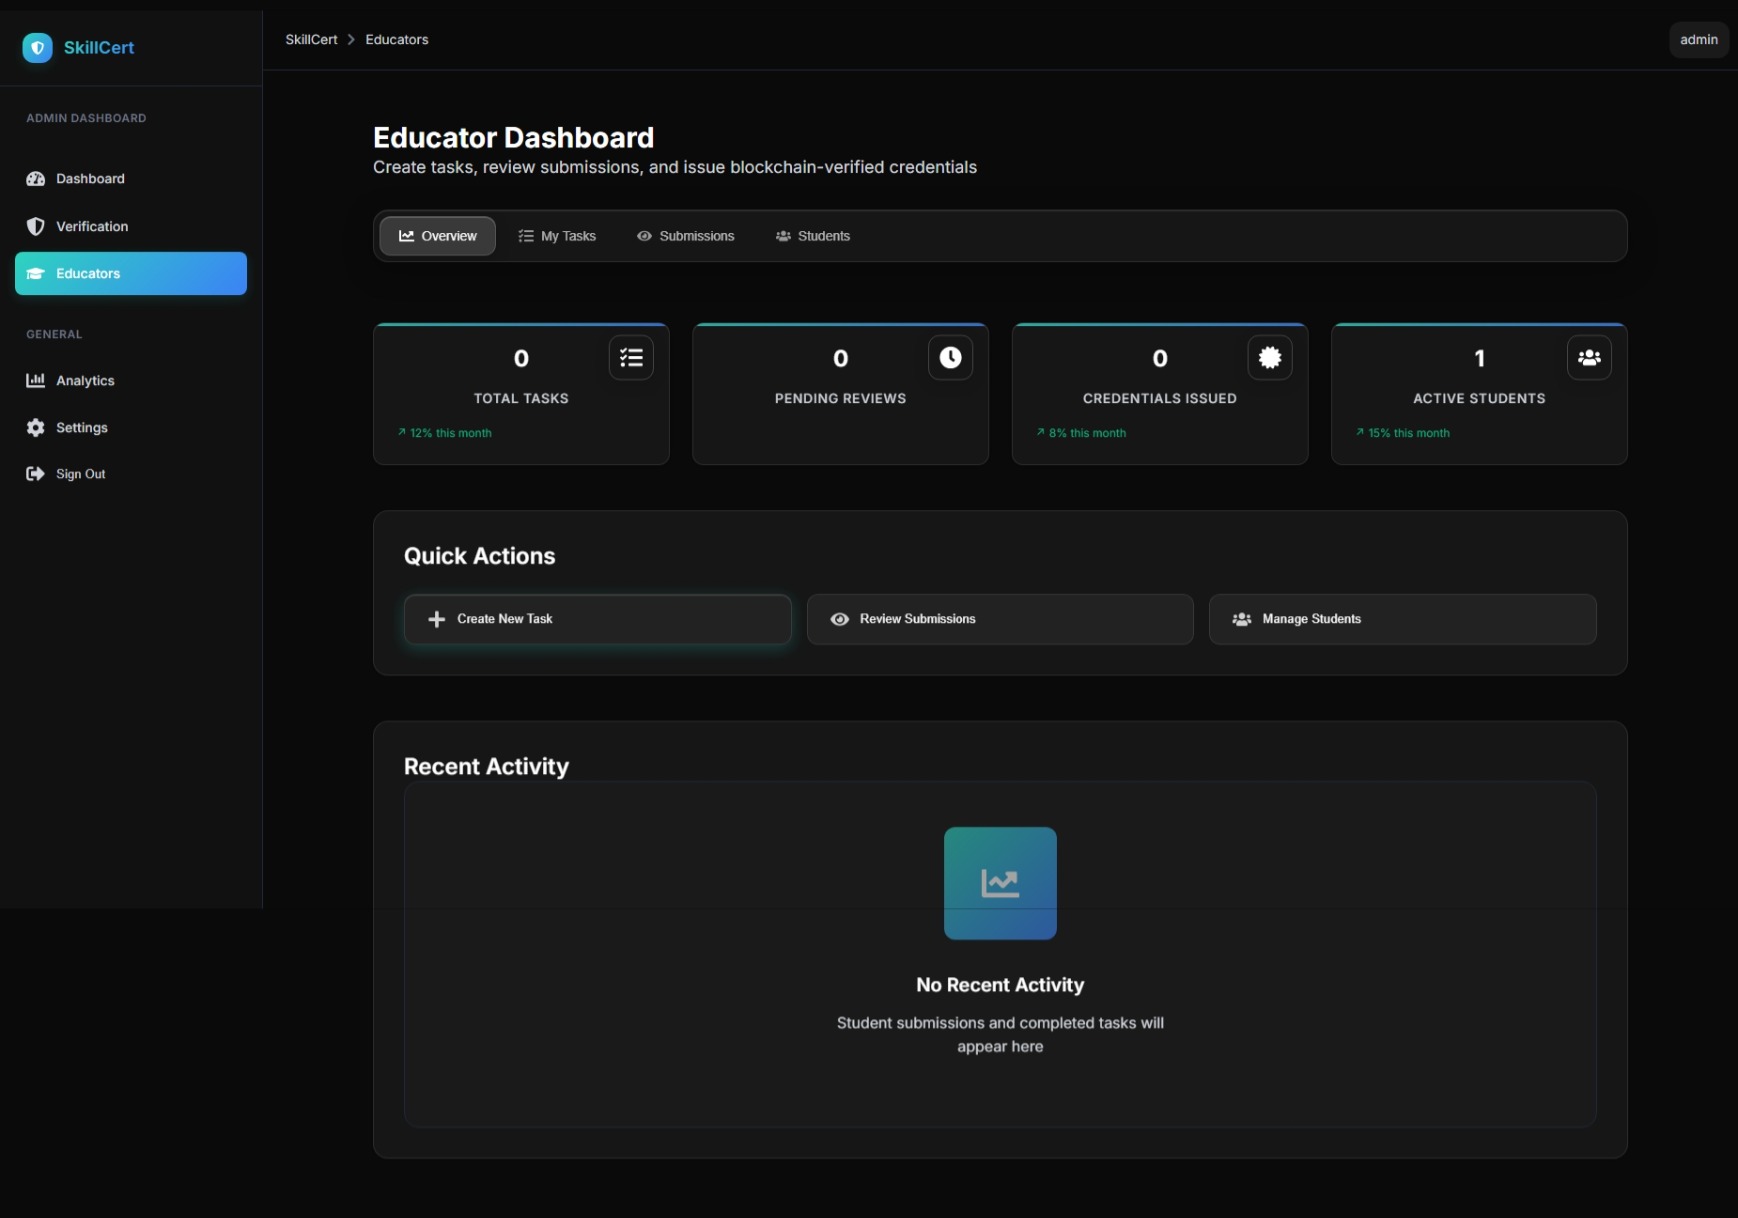 SkillCert
SkillCert
Educators
admin
ADMIN DASHBOARD
Dashboard
Verification
Educators
GENERAL
Analytics
Settings
Sign Out
Educator Dashboard
Create tasks, review submissions, and issue blockchain-verified credentials
Overview
My Tasks
Submissions
Students
0
TOTAL TASKS
12% this month
0
PENDING REVIEWS
0
CREDENTIALS ISSUED
8% this month
1
ACTIVE STUDENTS
15% this month
Quick Actions
Create New Task
Review Submissions
Manage Students
Recent Activity
No Recent Activity
Student submissions and completed tasks will
appear here